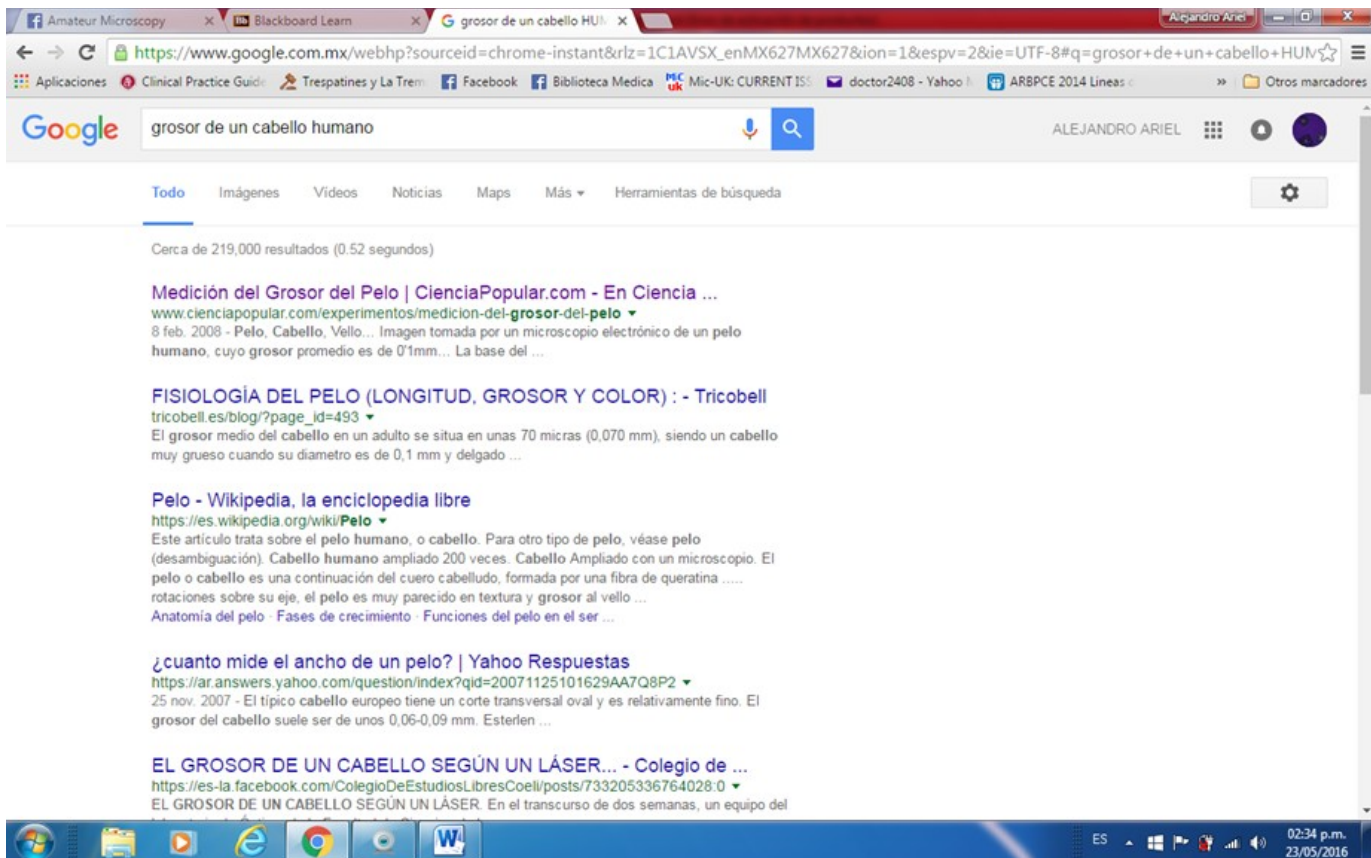 Amateur Microscopy
Blackboard Learn
grosor de un cabello HUM
Alejandro Ariel
https://www.google.com.mx/webhp?sourceid=chrome-instant&rlz=1C1AVSX_enMX627MX627&ion=1&espv=2&ie=UTF-8#q=grosor+de+un+cabello+HUM
Aplicaciones
Clinical Practice Guide
Trespatines y La Trem
Facebook
Biblioteca Medica
Mic-UK: CURRENT ISS
doctor2408 - Yahoo
ARBPCE 2014 Lineas
»
Otros marcadores
Google
grosor de un cabello humano
ALEJANDRO ARIEL
Todo Imágenes Vídeos Noticias Maps Más Herramientas de búsqueda
Cerca de 219,000 resultados (0.52 segundos)
Medición del Grosor del Pelo | CienciaPopular.com - En Ciencia ...
www.cienciapopular.com/experimentos/medicion-del-grosor-del-pelo
8 feb. 2008 - Pelo, Cabello, Vello... Imagen tomada por un microscopio electrónico de un pelo
humano, cuyo grosor promedio es de 0'1mm... La base del ...
FISIOLOGÍA DEL PELO (LONGITUD, GROSOR Y COLOR) : - Tricobell
tricobell.es/blog/?page_id=493
El grosor medio del cabello en un adulto se situa en unas 70 micras (0,070 mm), siendo un cabello
muy grueso cuando su diametro es de 0,1 mm y delgado ...
Pelo - Wikipedia, la enciclopedia libre
https://es.wikipedia.org/wiki/Pelo
Este artículo trata sobre el pelo humano, o cabello. Para otro tipo de pelo, véase pelo
(desambiguación). Cabello humano ampliado 200 veces. Cabello Ampliado con un microscopio. El
pelo o cabello es una continuación del cuero cabelludo, formada por una fibra de queratina .....
rotaciones sobre su eje, el pelo es muy parecido en textura y grosor al vello ...
Anatomía del pelo · Fases de crecimiento · Funciones del pelo en el ser ...
¿cuanto mide el ancho de un pelo? | Yahoo Respuestas
https://ar.answers.yahoo.com/question/index?qid=20071125101629AA7Q8P2
25 nov. 2007 - El típico cabello europeo tiene un corte transversal oval y es relativamente fino. El
grosor del cabello suele ser de unos 0,06-0,09 mm. Esterlen ...
EL GROSOR DE UN CABELLO SEGÚN UN LÁSER... - Colegio de ...
https://es-la.facebook.com/ColegioDeEstudiosLibresCoeli/posts/733205336764028:0
EL GROSOR DE UN CABELLO SEGÚN UN LÁSER. En el transcurso de dos semanas, un equipo del
ES
02:34 p.m.
23/05/2016